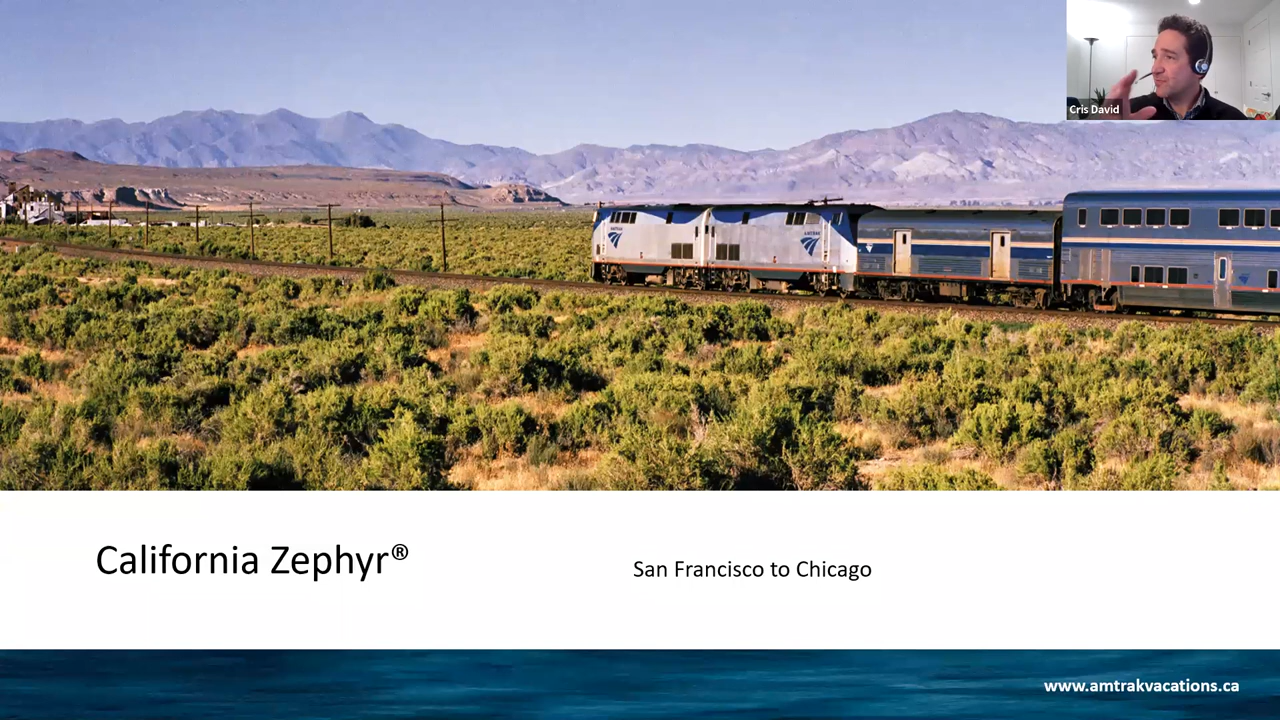 Cris David
California Zephyr®
San Francisco to Chicago
www.amtrakvacations.ca